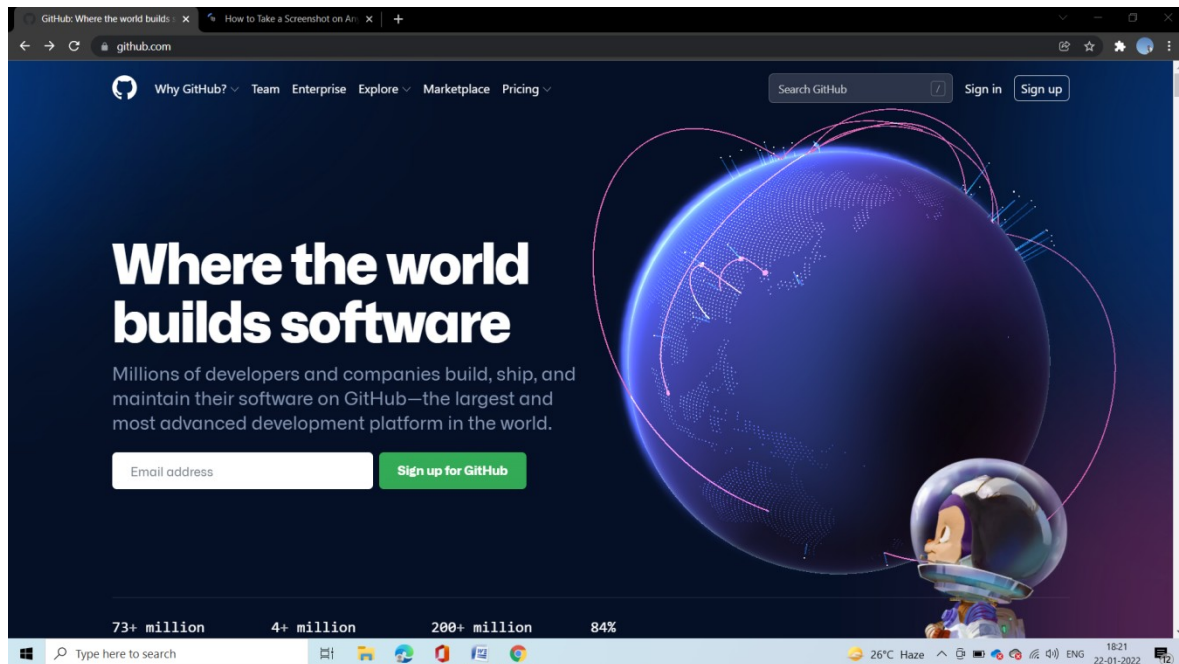 GitHub: Where the world builds s
How to Take a Screenshot on An
github.com
Why GitHub? Team Enterprise Explore Marketplace Pricing
Search GitHub
/
Sign in
Sign up
Where the world
builds software
Millions of developers and companies build, ship, and
maintain their software on GitHub—the largest and
most advanced development platform in the world.
Email address
Sign up for GitHub
73+ million 4+ million 200+ million 84%
Type here to search
26°C Haze
ENG
18:21
22-01-2022
12